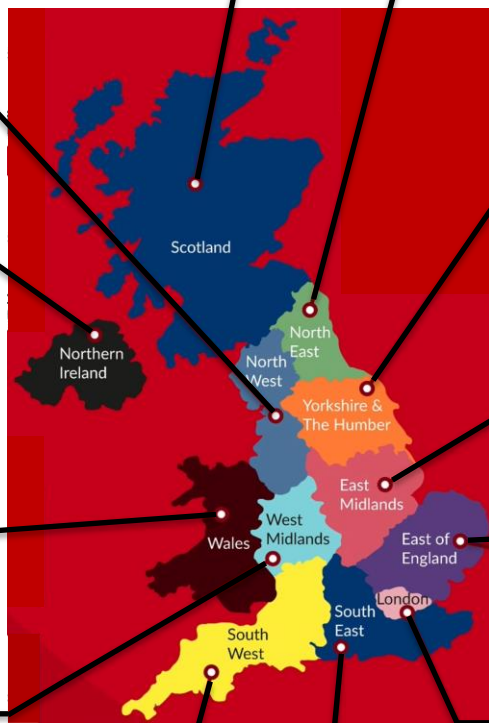 Scotland
North
East
Northern
Ireland
North
West
Yorkshire &
The Humber
East
Midlands
Wales
West
Midlands
East of
England
London
South
East
South
West